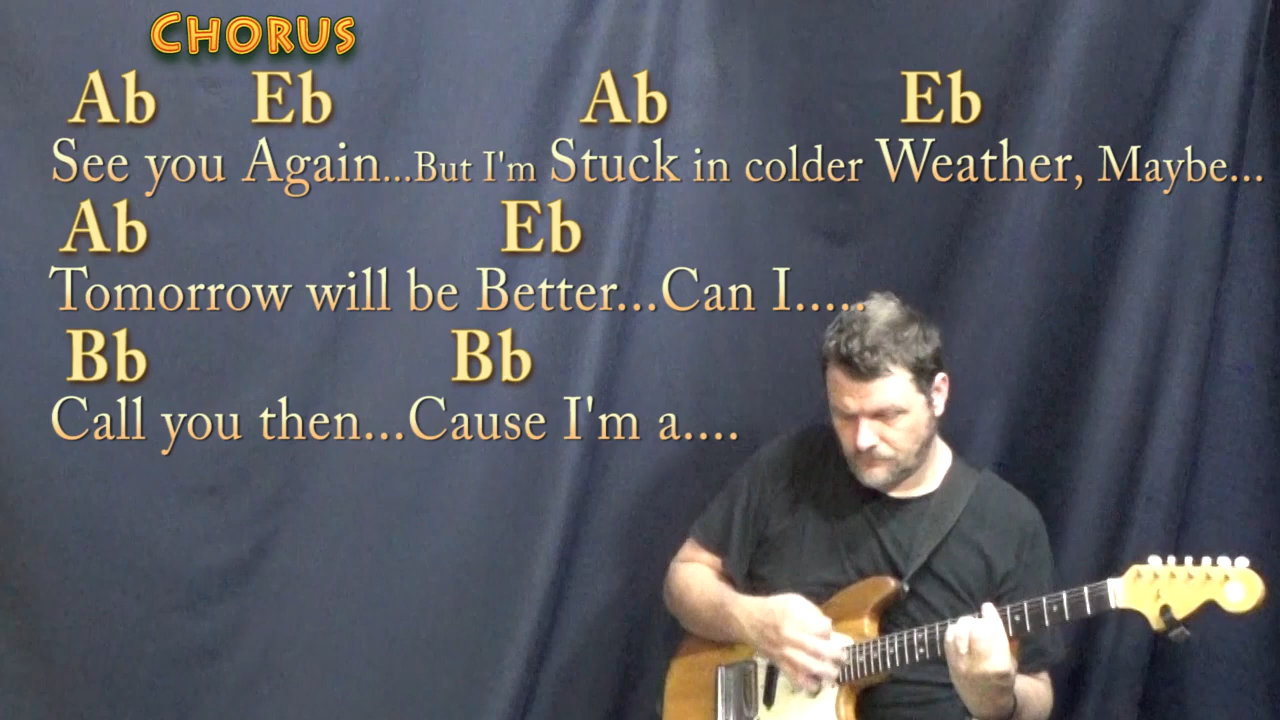 CHORUS
Ab Eb Ab Eb
See you Again...But I'm Stuck in colder Weather, Maybe...
Ab Eb
Tomorrow will be Better...Can I.....
Bb Bb
Call you then...Cause I'm a....